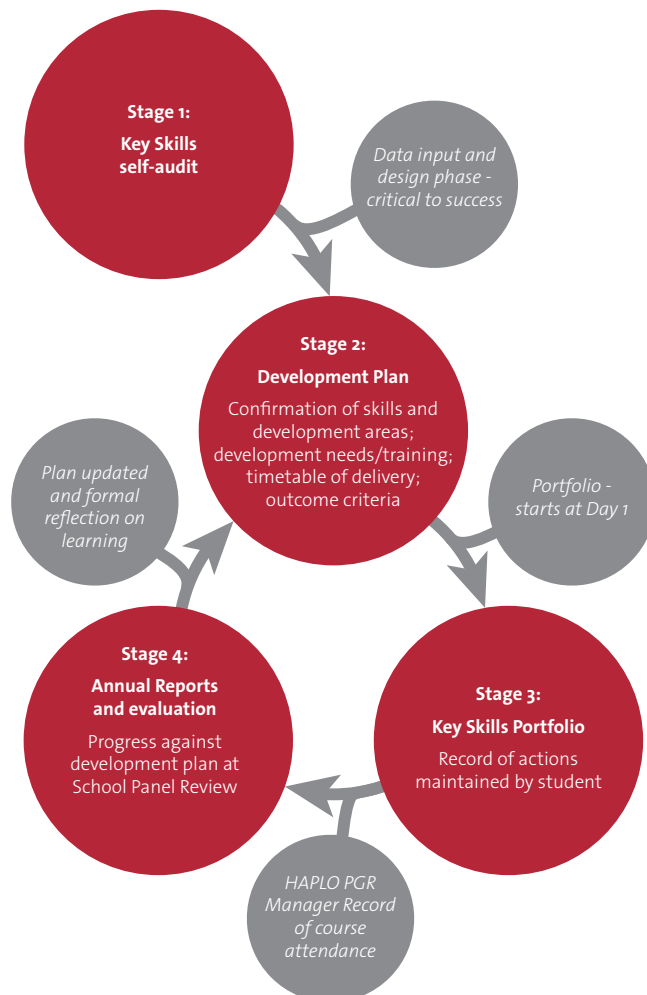 Stage 1:
Key Skills
self-audit
Data input and
design phase -
critical to success
Stage 2:
Development Plan
Confirmation of skills and
development areas;
development needs/training;
timetable of delivery;
outcome criteria
Plan updated
and formal
reflection on
learning
Portfolio -
starts at Day 1
Stage 3:
Key Skills Portfolio
Record of actions
maintained by student
Stage 4:
Annual Reports
and evaluation
Progress against
development plan at
School Panel Review
HAPLO PGR
Manager Record
of course
attendance